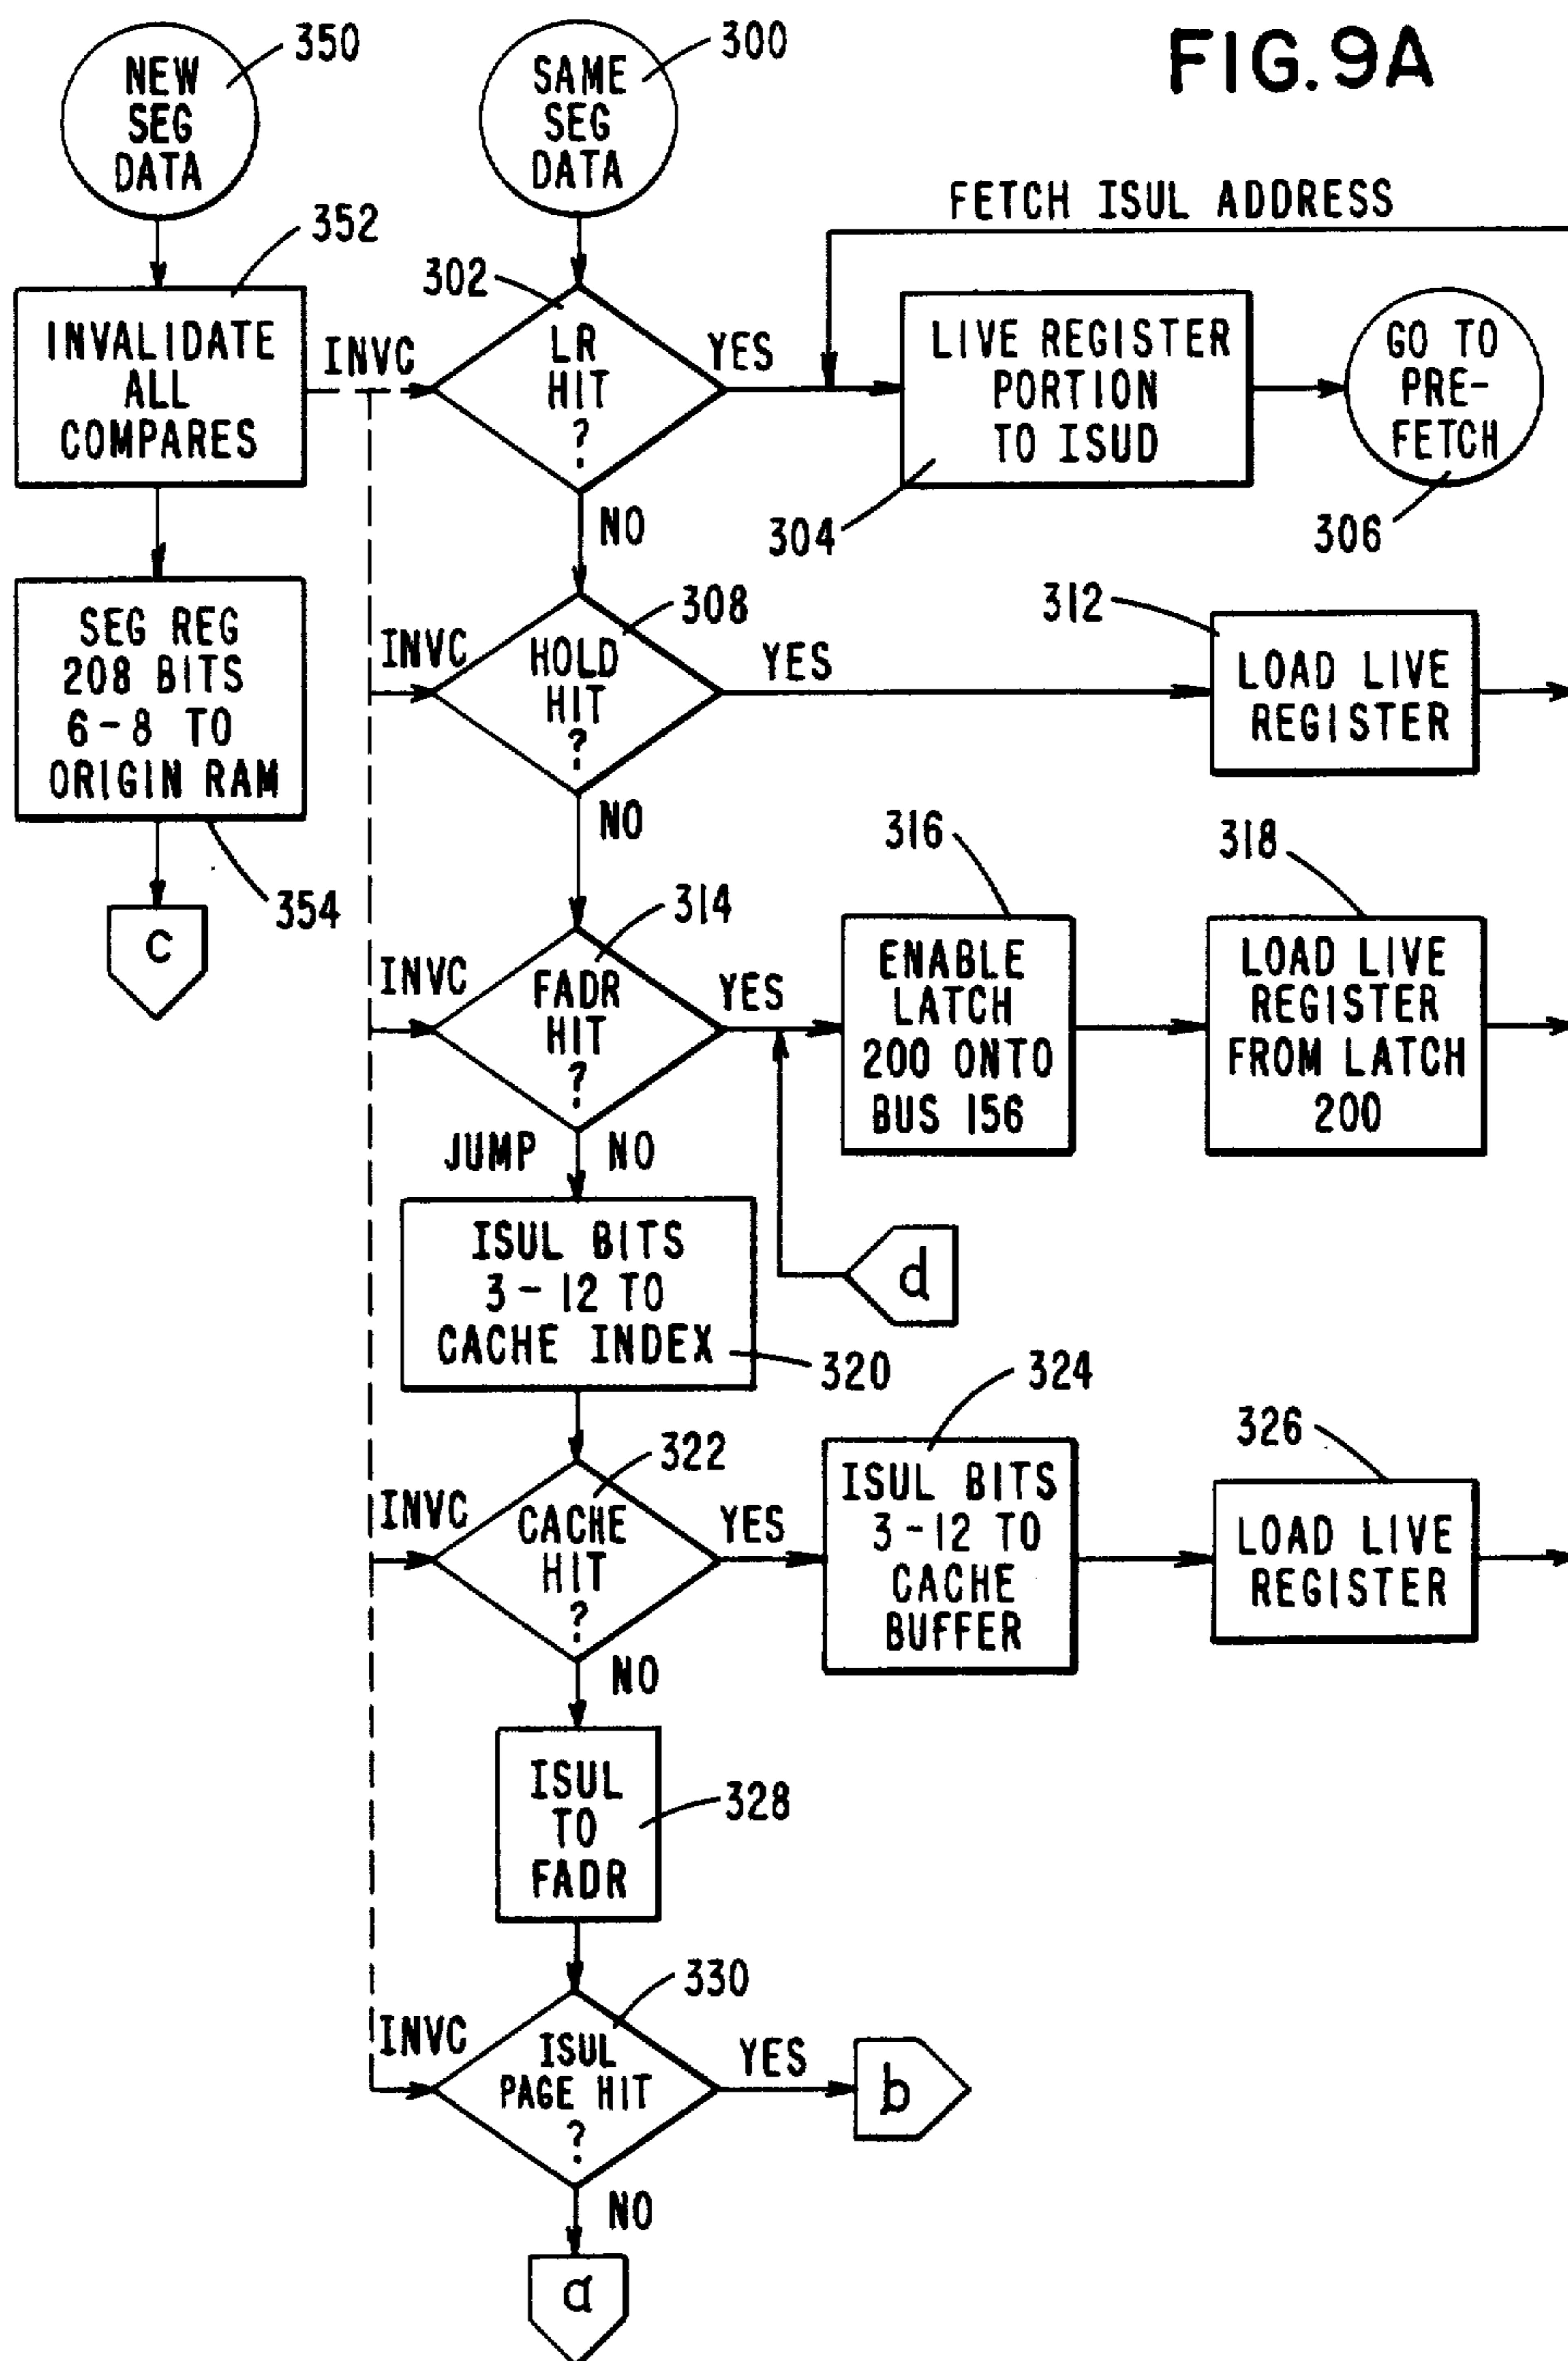 FIG. 9A
350
NEW
SEG
DATA
300
SAME
SEG
DATA
FETCH ISUL ADDRESS
352
INVALIDATE
ALL
COMPARES
INVC
302
LR
HIT
?
YES
NO
LIVE REGISTER
PORTION
TO ISUD
304
GO TO
PRE-
FETCH
306
SEG REG
208 BITS
6-8 TO
ORIGIN RAM
354
c
INVC
308
HOLD
HIT
?
YES
NO
312
LOAD LIVE
REGISTER
INVC
314
FADR
HIT
?
YES
JUMP
NO
316
ENABLE
LATCH
200 ONTO
BUS 156
318
LOAD LIVE
REGISTER
FROM LATCH
200
d
ISUL BITS
3-12 TO
CACHE INDEX
320
INVC
322
CACHE
HIT
?
YES
NO
324
ISUL BITS
3-12 TO
CACHE
BUFFER
326
LOAD LIVE
REGISTER
ISUL
TO
FADR
328
INVC
330
ISUL
PAGE HIT
?
YES
NO
b
a